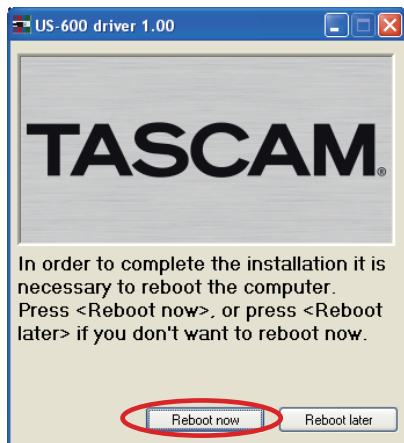 US-600 driver 1.00
TASCAM®
In order to complete the installation it is
necessary to reboot the computer.
Press <Reboot now>, or press <Reboot
later> if you don't want to reboot now.
Reboot now Reboot later